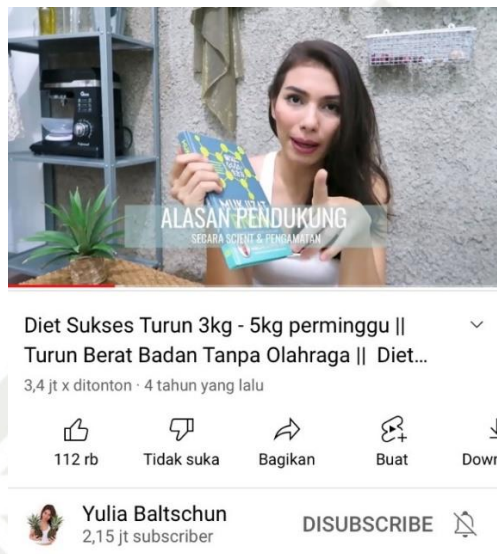 MUKJIZAT
ALASAN PENDUKUNG
SECARA SCIENT & PENGAMATAN
Diet Sukses Turun 3kg - 5kg perminggu ||
Turun Berat Badan Tanpa Olahraga || Diet...
3,4 jt x ditonton · 4 tahun yang lalu
112 rb
Tidak suka
Bagikan
Buat
Down
Yulia Baltschun
2,15 jt subscriber
DISUBSCRIBE